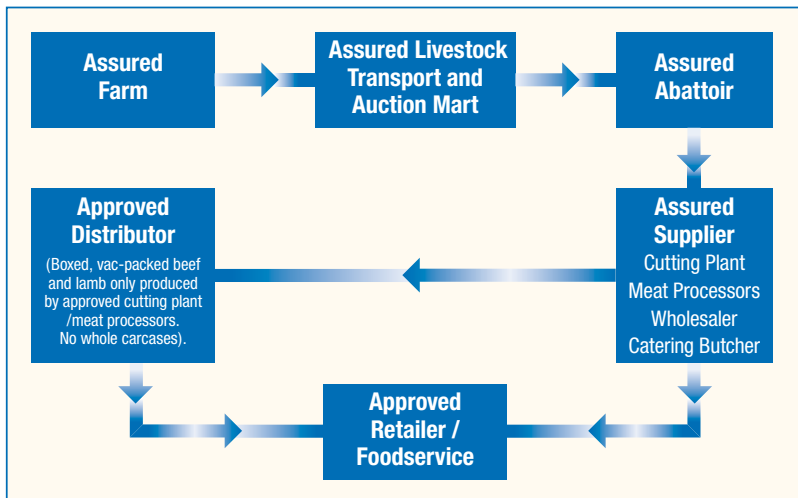 Assured
Farm
Assured Livestock
Transport and
Auction Mart
Assured
Abattoir
Approved
Distributor
(Boxed, vac-packed beef
and lamb only produced
by approved cutting plant
/meat processors.
No whole carcases).
Assured
Supplier
Cutting Plant
Meat Processors
Wholesaler
Catering Butcher
Approved
Retailer /
Foodservice